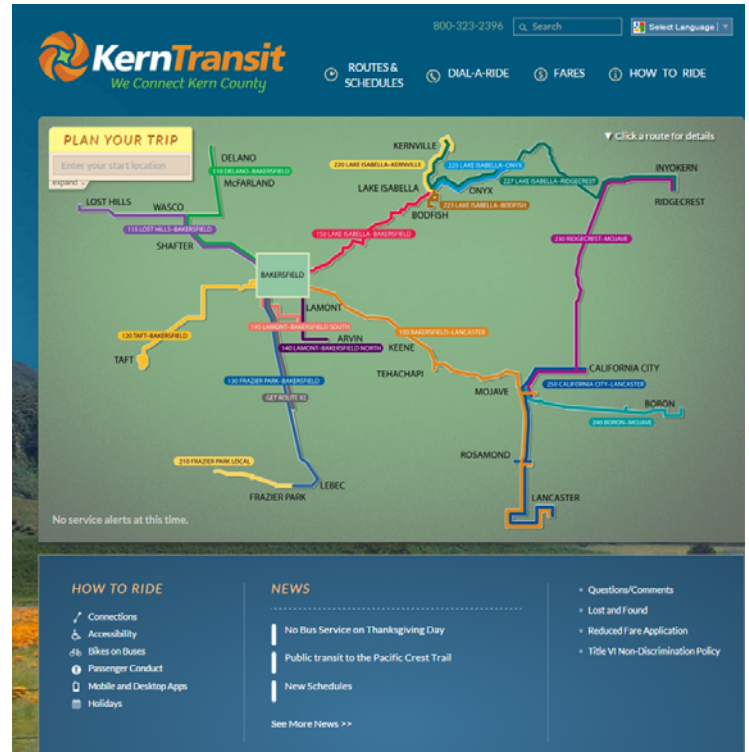 800-323-2396
Search
Select Language
KernTransit
We Connect Kern County
ROUTES &
SCHEDULES
DIAL-A-RIDE
FARES
HOW TO RIDE
PLAN YOUR TRIP
Enter your start location
expand
▼ Click a route for details
DELANO
110 DELANO-BAKERSFIELD
McFARLAND
LOST HILLS
WASCO
115 LOST HILLS-BAKERSFIELD
SHAFTER
KERNVILLE
220 LAKE ISABELLA-KERNVILLE
225 LAKE ISABELLA-ONYX
227 LAKE ISABELLA-RIDGECREST
INYOKERN
LAKE ISABELLA
ONYX
223 LAKE ISABELLA-BODFISH
RIDGECREST
BODFISH
150 LAKE ISABELLA-BAKERSFIELD
230 RIDGECREST-MOJAVE
BAKERSFIELD
LAMONT
145 LAMONT-BAKERSFIELD SOUTH
100 BAKERSFIELD-LANCASTER
120 TAFT-BAKERSFIELD
ARVIN
140 LAMONT-BAKERSFIELD NORTH
KEENE
TAFT
TEHACHAPI
CALIFORNIA CITY
130 FRAZIER PARK-BAKERSFIELD
250 CALIFORNIA CITY-LANCASTER
MOJAVE
GET ROUTE 92
BORON
240 BORON-MOJAVE
ROSAMOND
210 FRAZIER PARK LOCAL
LEBEC
FRAZIER PARK
LANCASTER
No service alerts at this time.
HOW TO RIDE
Connections
Accessibility
Bikes on Buses
Passenger Conduct
Mobile and Desktop Apps
Holidays
NEWS
No Bus Service on Thanksgiving Day
Public transit to the Pacific Crest Trail
New Schedules
See More News >>
Questions/Comments
Lost and Found
Reduced Fare Application
Title VI Non-Discrimination Policy